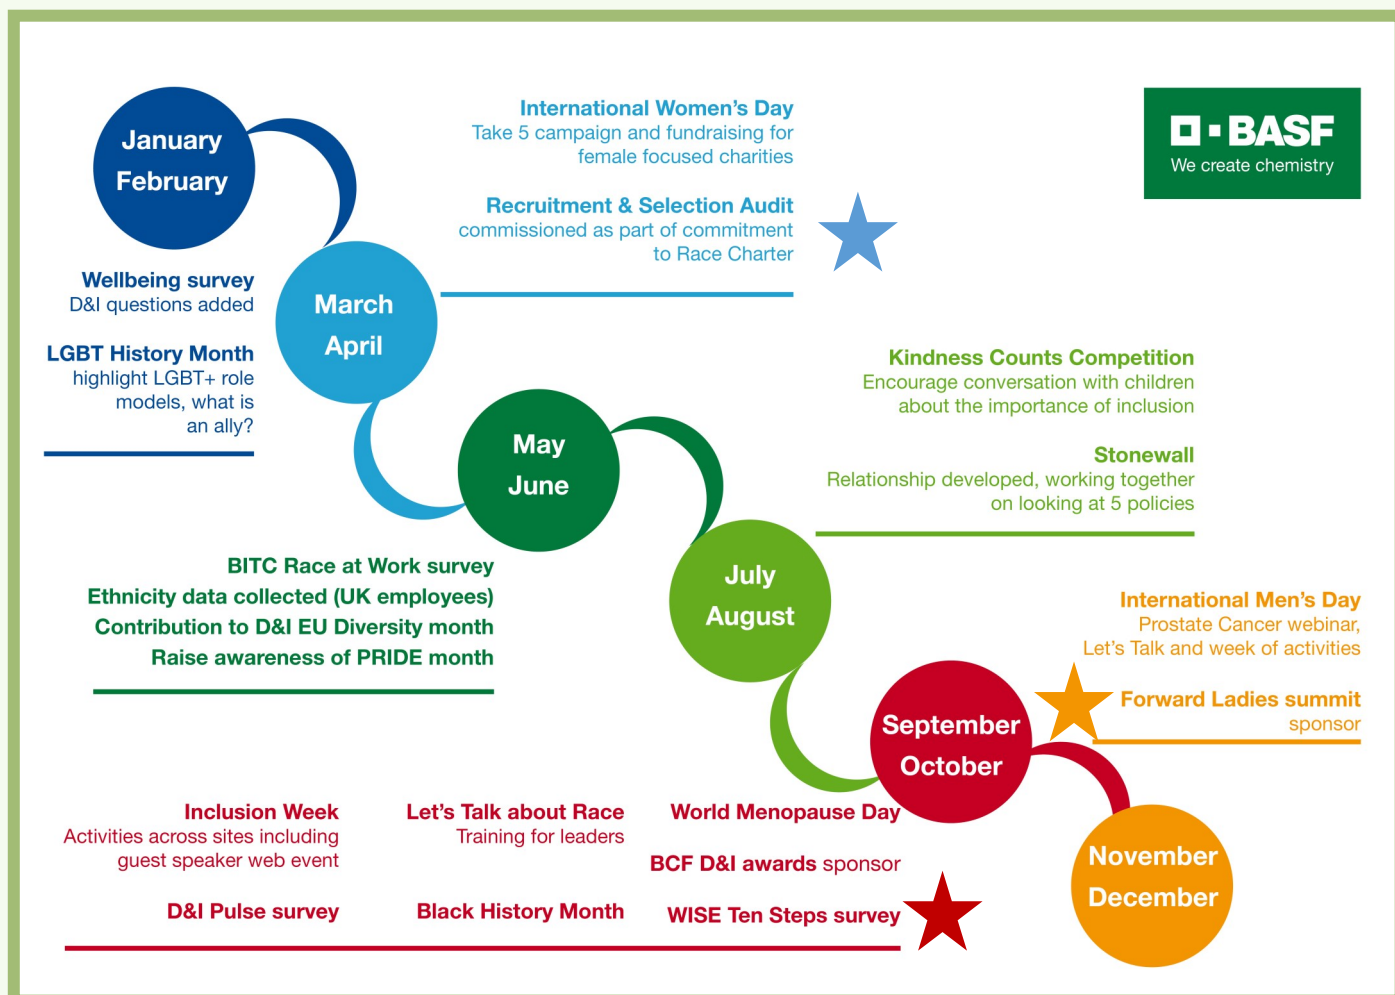 January
February
Wellbeing survey
D&I questions added
LGBT History Month
highlight LGBT+ role
models, what is
an ally?
March
April
International Women’s Day
Take 5 campaign and fundraising for
female focused charities
Recruitment & Selection Audit
commissioned as part of commitment
to Race Charter
BASF
We create chemistry
May
June
BITC Race at Work survey
Ethnicity data collected (UK employees)
Contribution to D&I EU Diversity month
Raise awareness of PRIDE month
July
August
Kindness Counts Competition
Encourage conversation with children
about the importance of inclusion
Stonewall
Relationship developed, working together
on looking at 5 policies
September
October
Inclusion Week
Activities across sites including
guest speaker web event
D&I Pulse survey
Let’s Talk about Race
Training for leaders
Black History Month
World Menopause Day
BCF D&I awards sponsor
WISE Ten Steps survey
November
December
International Men’s Day
Prostate Cancer webinar,
Let’s Talk and week of activities
Forward Ladies summit
sponsor